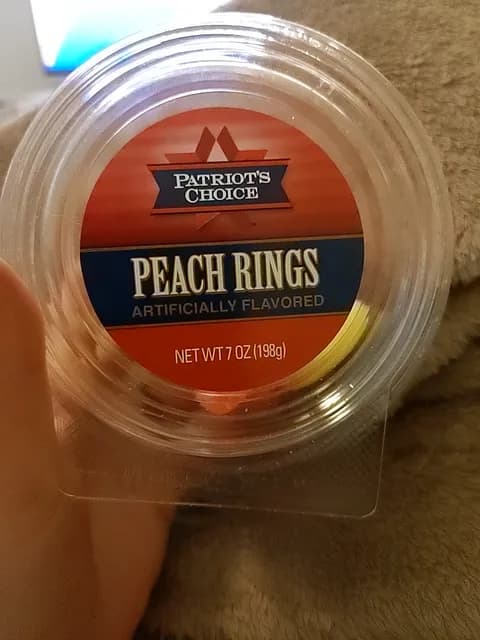 PATRIOT'S
CHOICE
PEACH RINGS
ARTIFICIALLY FLAVORED
NET WT 7 OZ (198g)